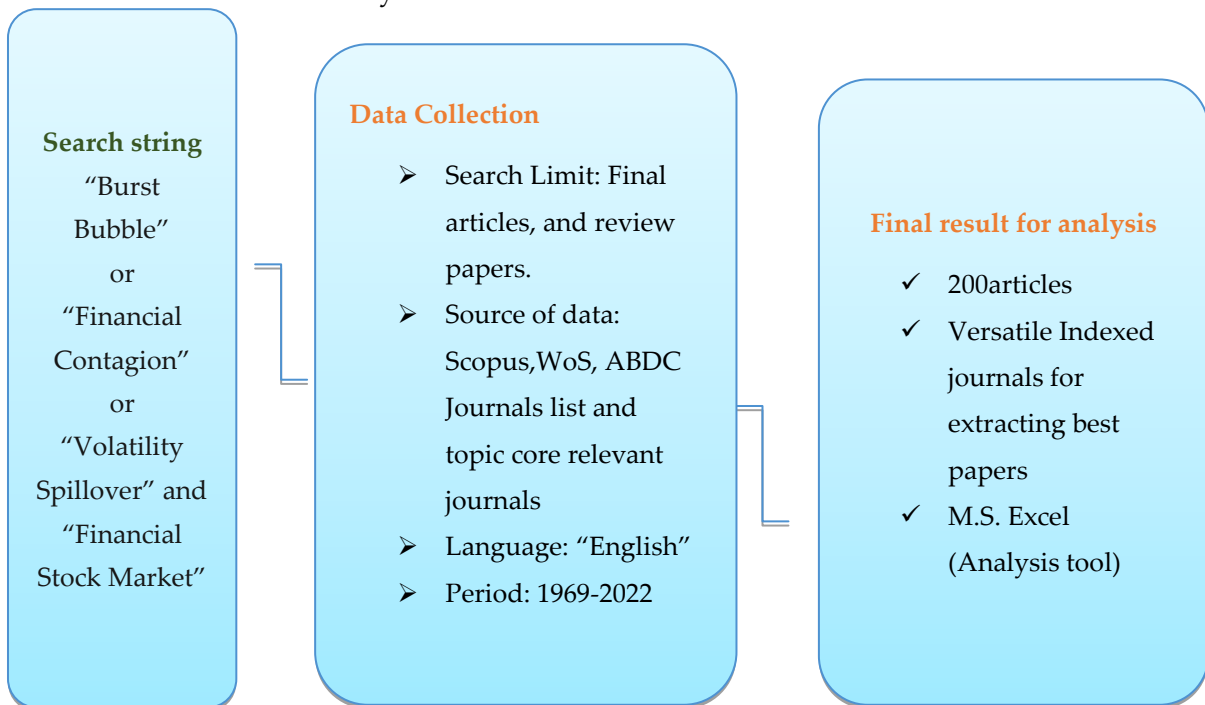 Search string
“Burst
Bubble”
or
“Financial
Contagion”
or
“Volatility
Spillover” and
“Financial
Stock Market”
Data Collection
➢ Search Limit: Final
articles, and review
papers.
➢ Source of data:
Scopus,WoS, ABDC
Journals list and
topic core relevant
journals
➢ Language: “English”
➢ Period: 1969-2022
Final result for analysis
✓ 200articles
✓ Versatile Indexed
journals for
extracting best
papers
✓ M.S. Excel
(Analysis tool)